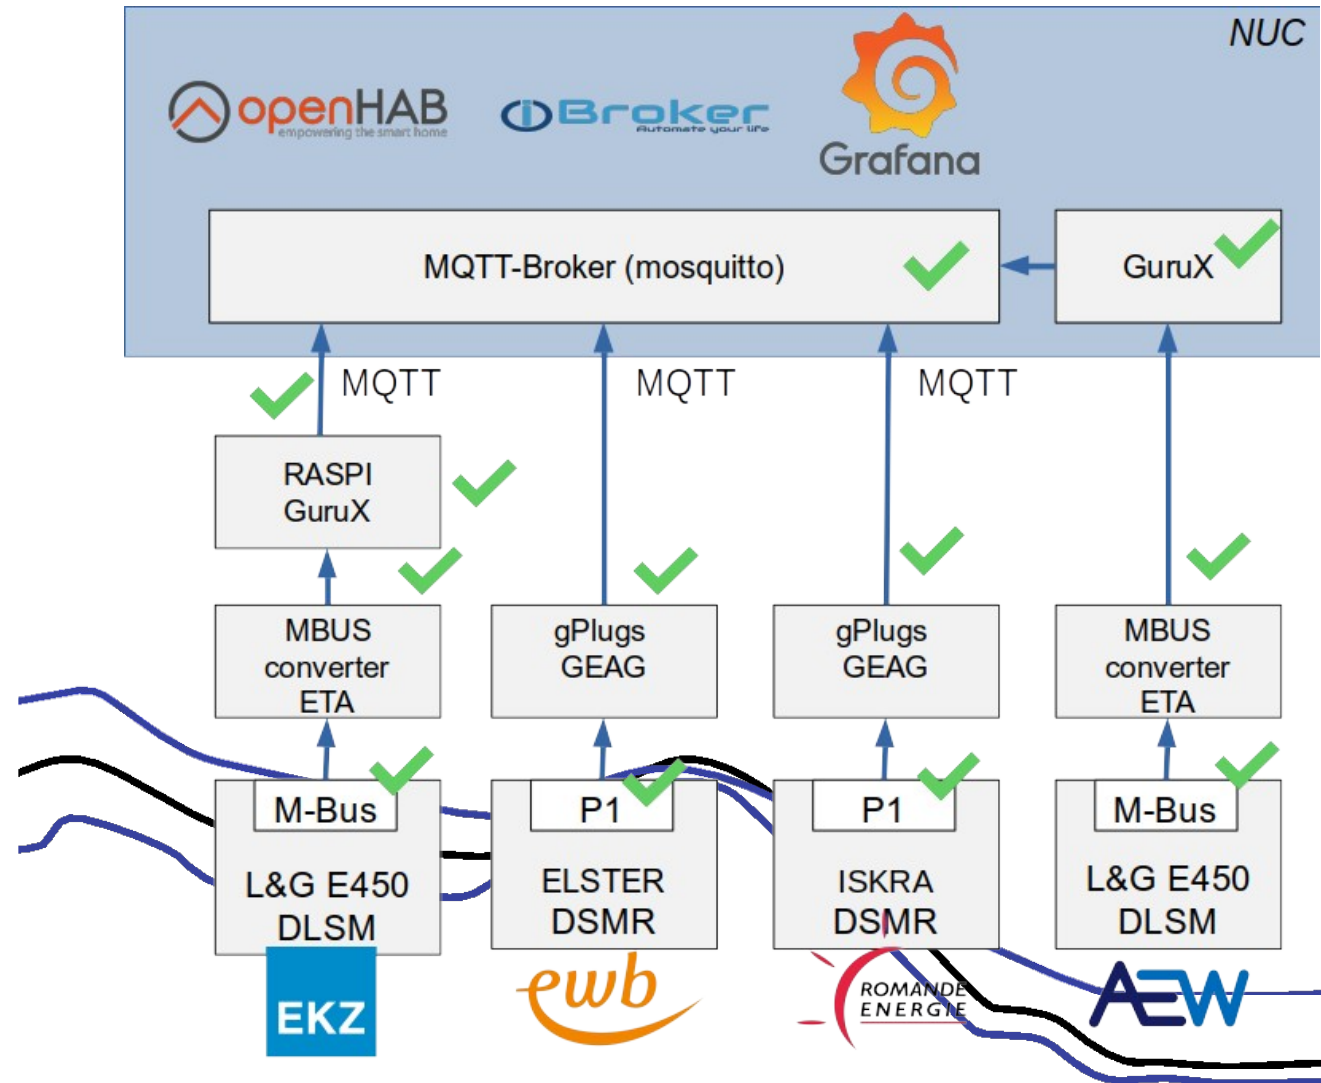 NUC
openHAB
empowering the smart home
ioBroker
Automate your life
Grafana
MQTT-Broker (mosquitto)
GuruX
MQTT
MQTT
MQTT
RASPI
GuruX
MBUS
converter
ETA
gPlugs
GEAG
gPlugs
GEAG
MBUS
converter
ETA
M-Bus
L&G E450
DLSM
P1
ELSTER
DSMR
P1
ISKRA
DSMR
M-Bus
L&G E450
DLSM
EKZ
ewb
ROMANDE
ENERGIE
AEW